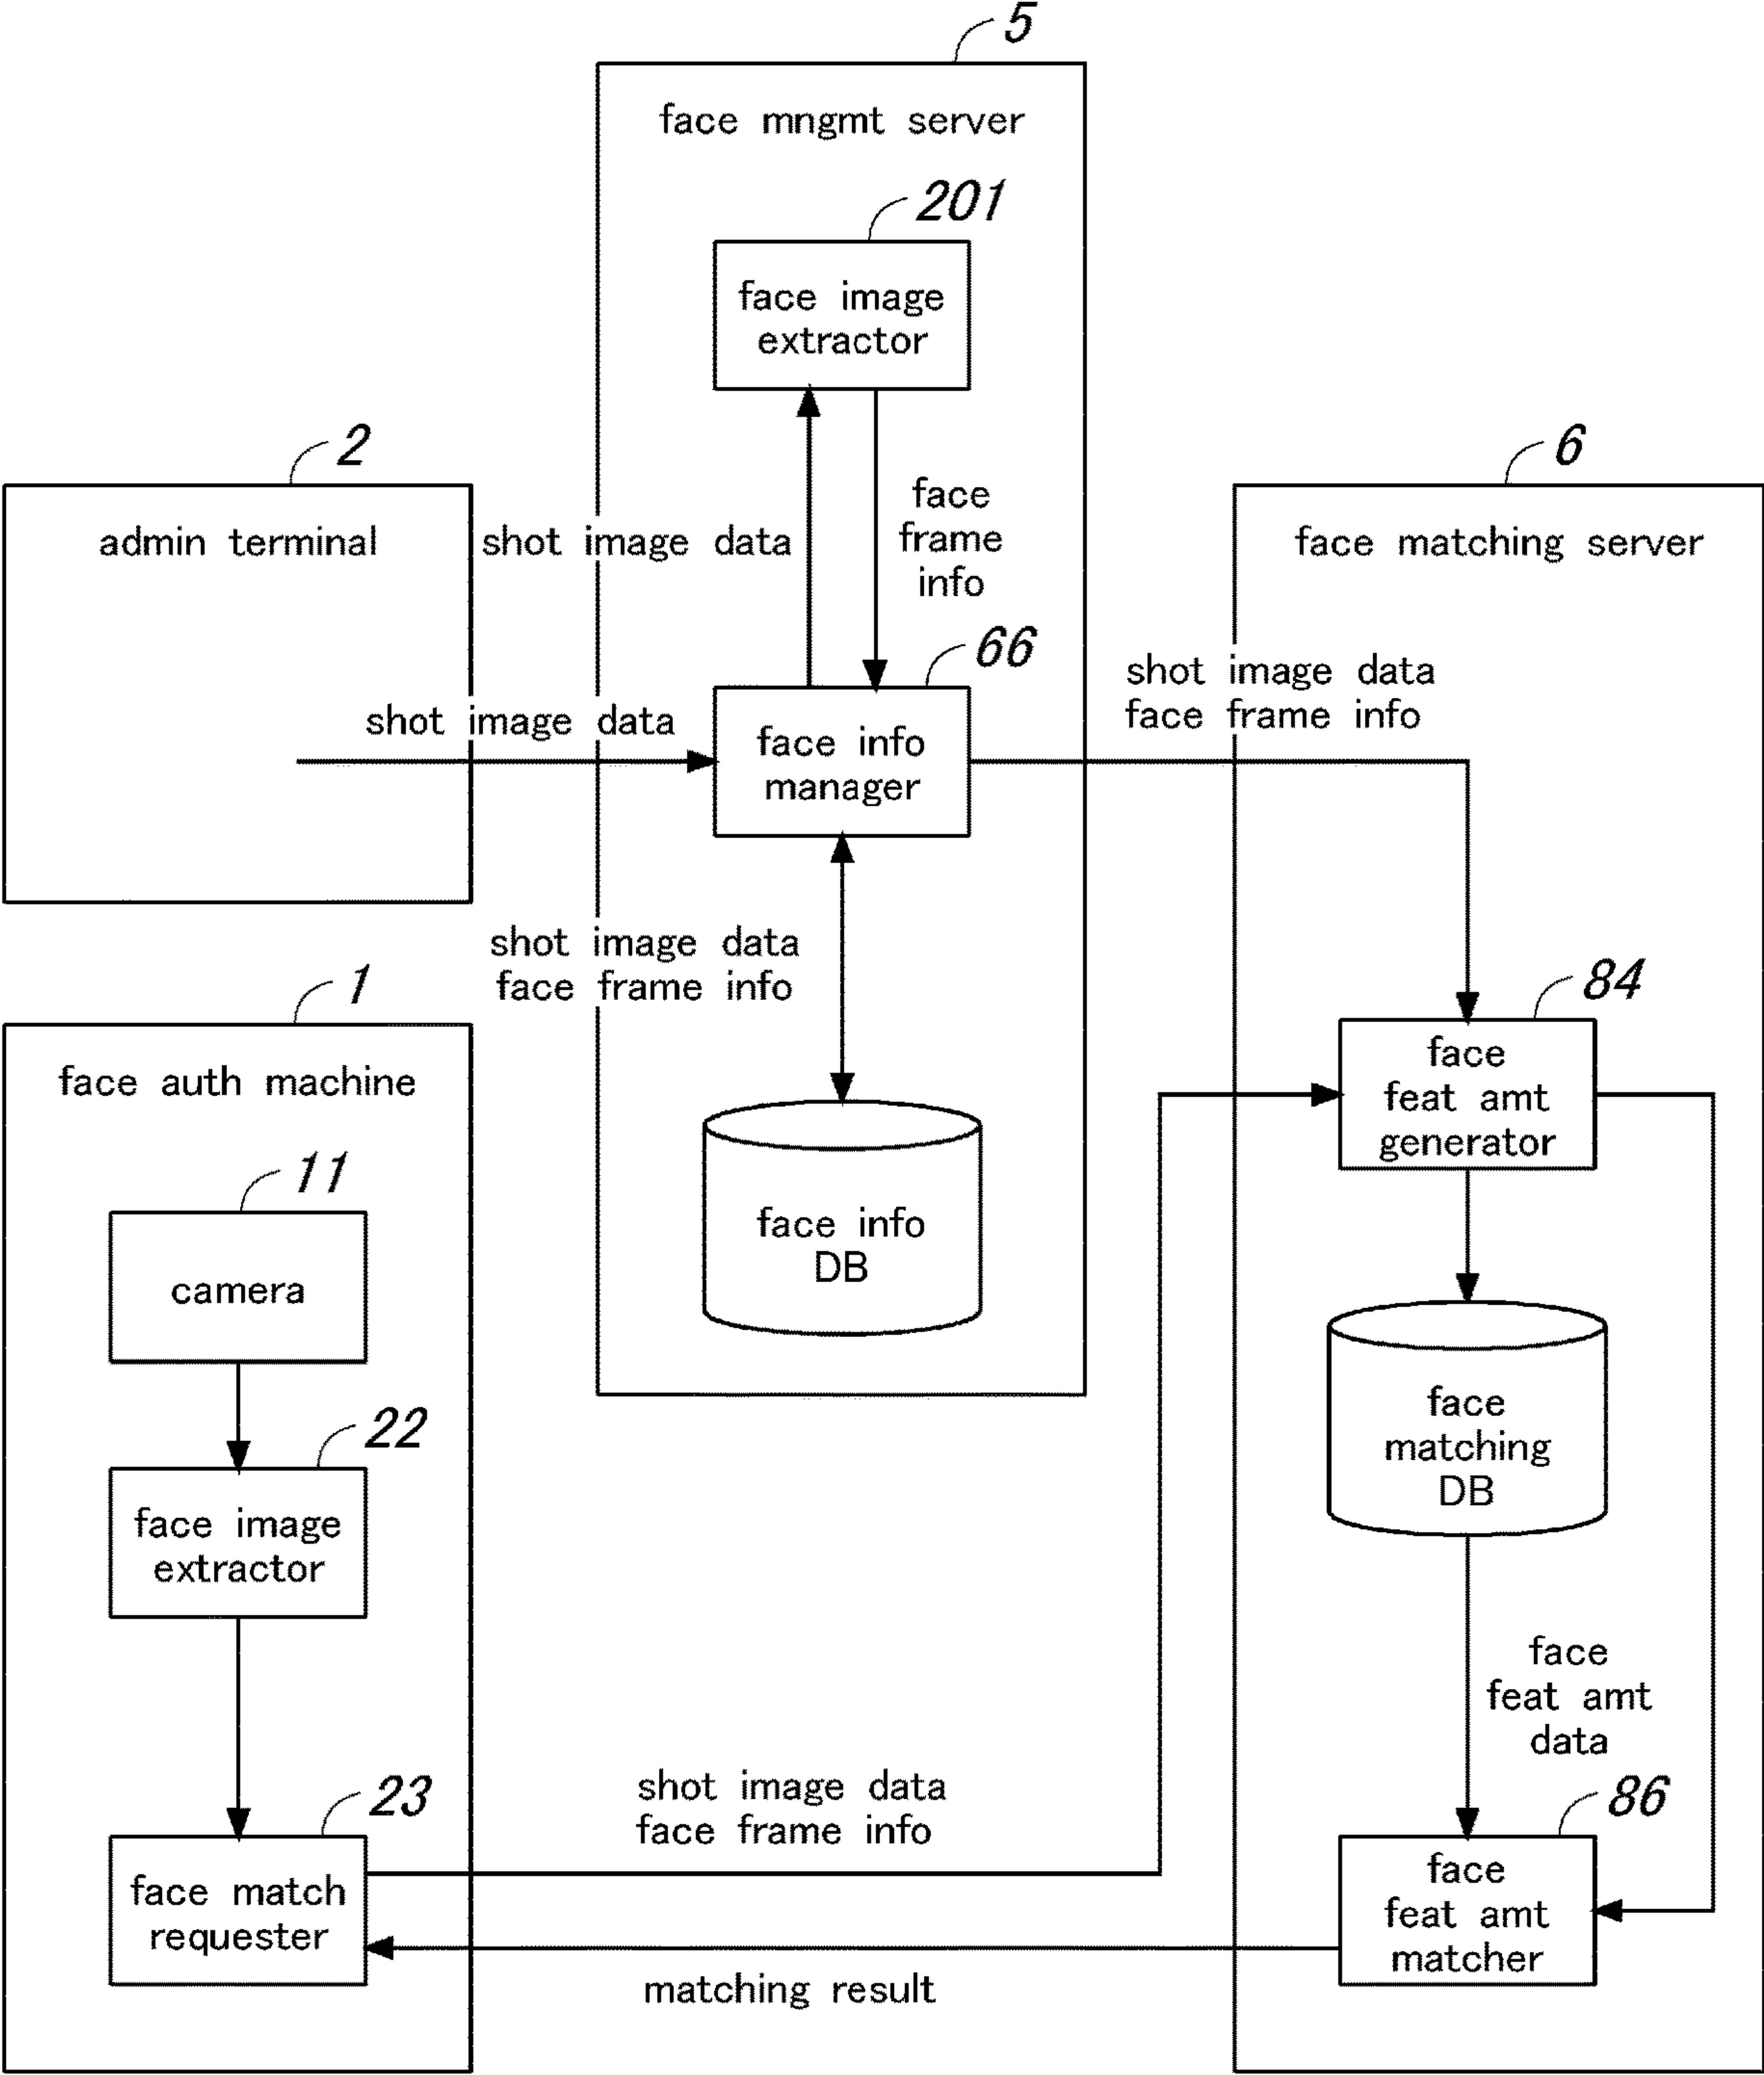 5
face mngmt server
201
face image
extractor
2
admin terminal
shot image data
face
frame
info
6
face matching server
66
shot image data
face info
manager
shot image data
face frame info
shot image data
face frame info
face info
DB
1
face auth machine
11
camera
22
face image
extractor
23
face match
requester
84
face
feat amt
generator
face
matching
DB
face
feat amt
data
86
face
feat amt
matcher
shot image data
face frame info
matching result